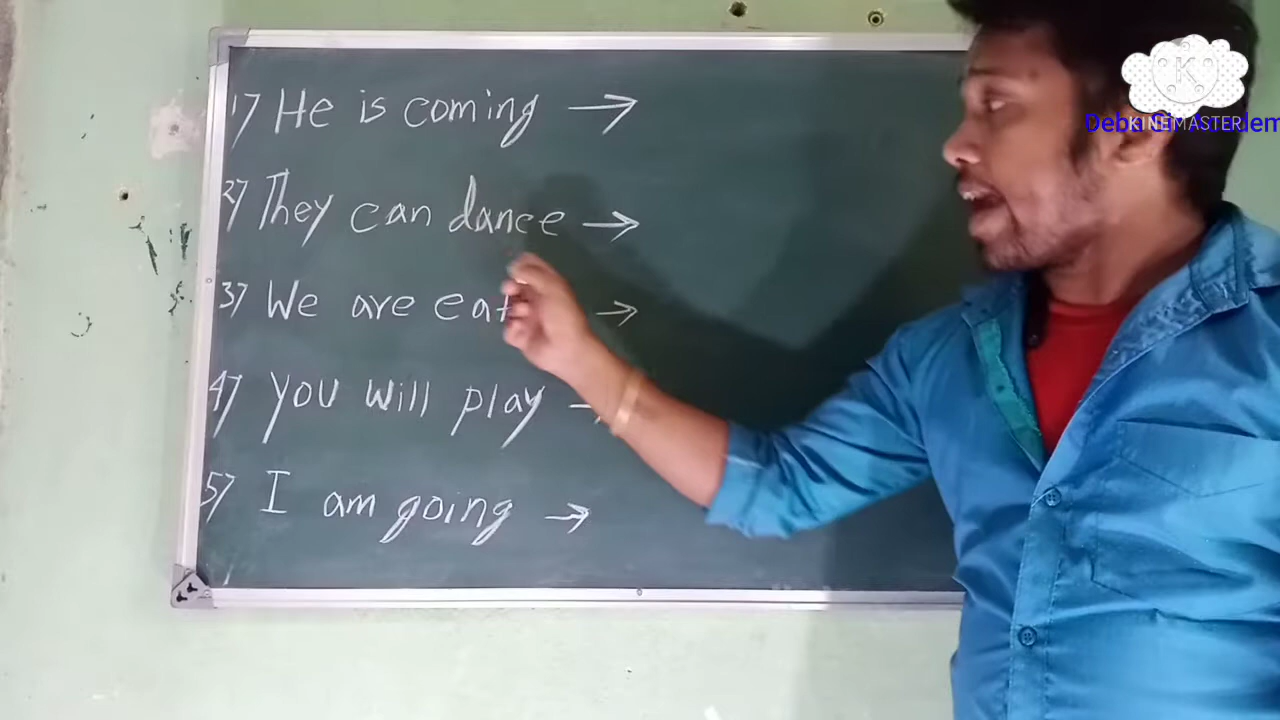 1) He is coming →
2) They can dance →
3) We are eat →
4) you will play →
5) I am going →
KINEMASTER